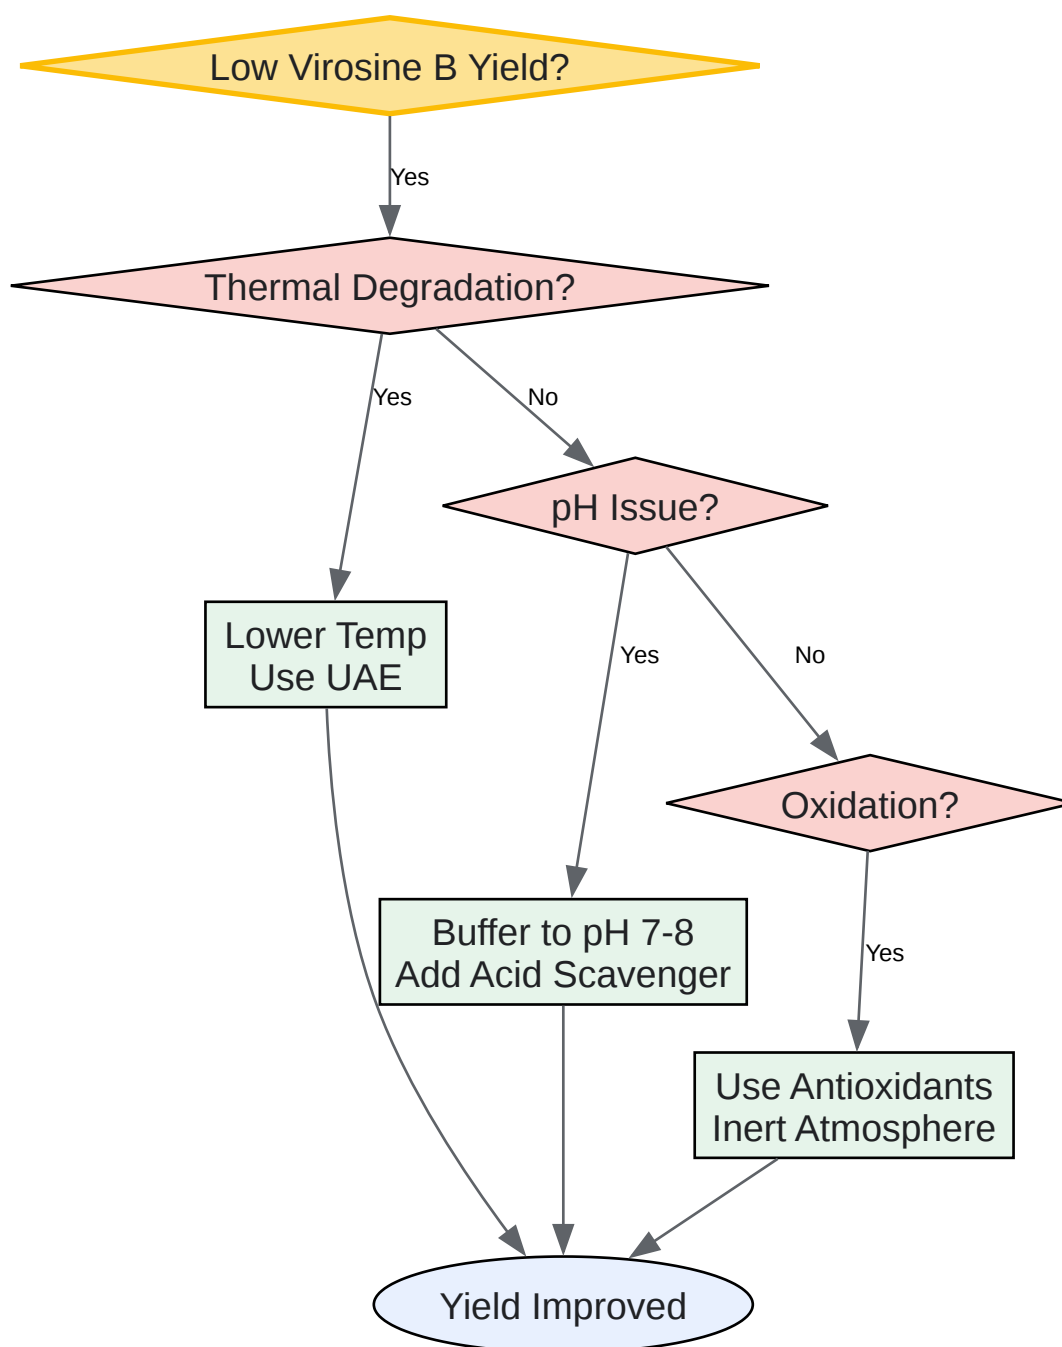 Low Virosine B Yield?
Yes
Thermal Degradation?
Yes
No
pH Issue?
Lower Temp
Use UAE
Yes
No
Oxidation?
Buffer to pH 7-8
Add Acid Scavenger
Yes
Use Antioxidants
Inert Atmosphere
Yield Improved